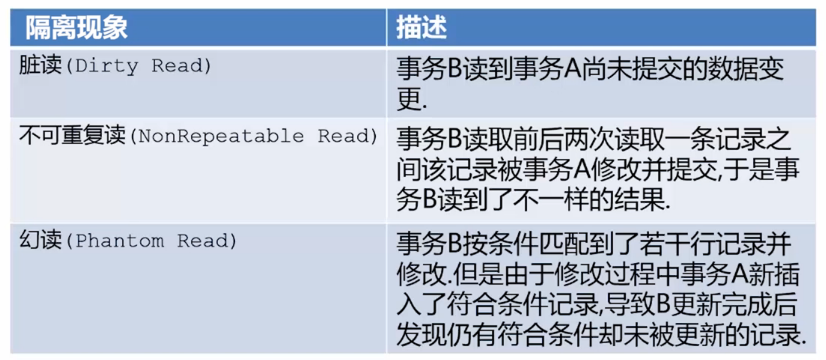 隔离现象
描述
脏读(Dirty Read)
事务B读到事务A尚未提交的数据变
更.
不可重复读(NonRepeatable Read)
事务B读取前后两次读取一条记录之
间该记录被事务A修改并提交,于是事
务B读到了不一样的结果.
幻读(Phantom Read)
事务B按条件匹配到了若干行记录并
修改.但是由于修改过程中事务A新插
入了符合条件记录,导致B更新完成后
发现仍有符合条件却未被更新的记录.